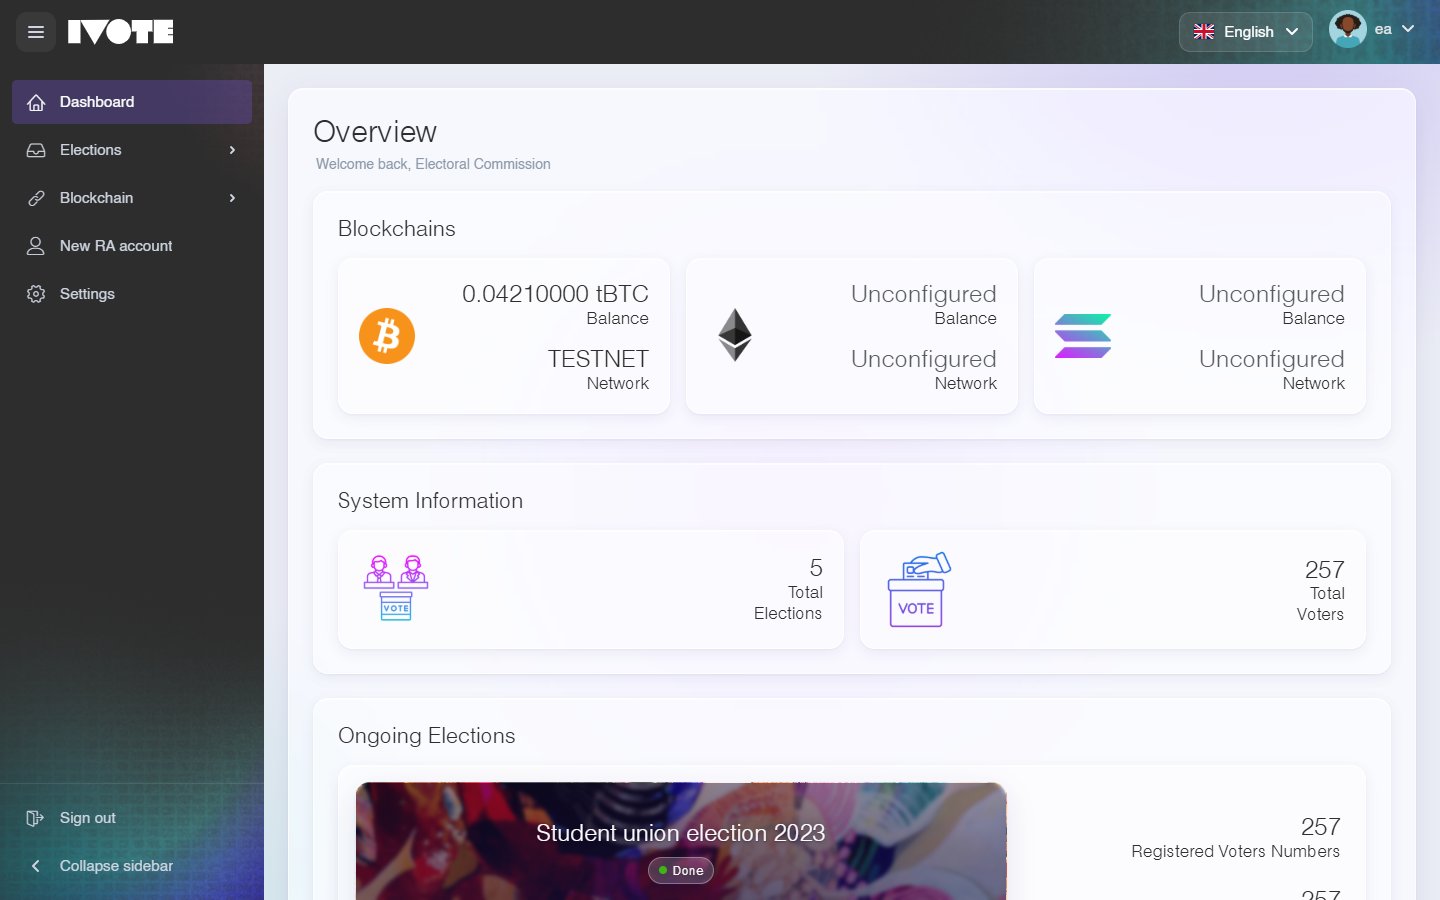 IVOTE
English
ea
Dashboard
Elections
Blockchain
New RA account
Settings
Sign out
Collapse sidebar
Overview
Welcome back, Electoral Commission
Blockchains
0.04210000 tBTC
Balance
TESTNET
Network
Unconfigured
Balance
Unconfigured
Network
Unconfigured
Balance
Unconfigured
Network
System Information
VOTE
5
Total
Elections
VOTE
257
Total
Voters
Ongoing Elections
Student union election 2023
Done
257
Registered Voters Numbers
257